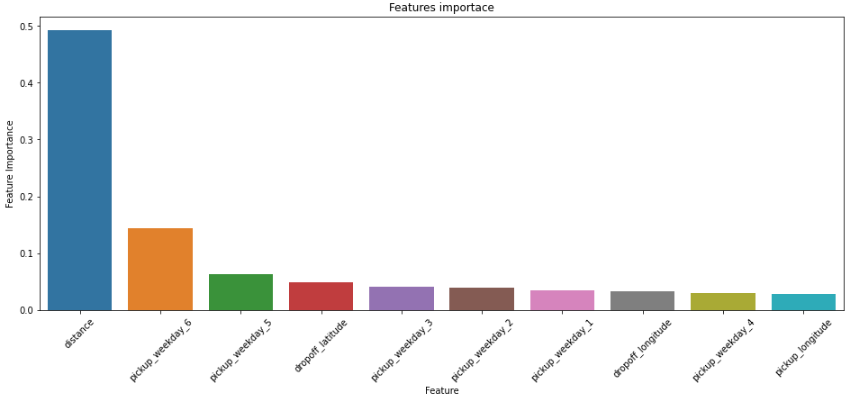 Features importace
Feature Importance
0.5
0.4
0.3
0.2
0.1
0.0
distance
pickup_weekday_6
pickup_weekday_5
dropoff_latitude
pickup_weekday_3
pickup_weekday_2
pickup_weekday_1
dropoff_longitude
pickup_weekday_4
pickup_longitude
Feature